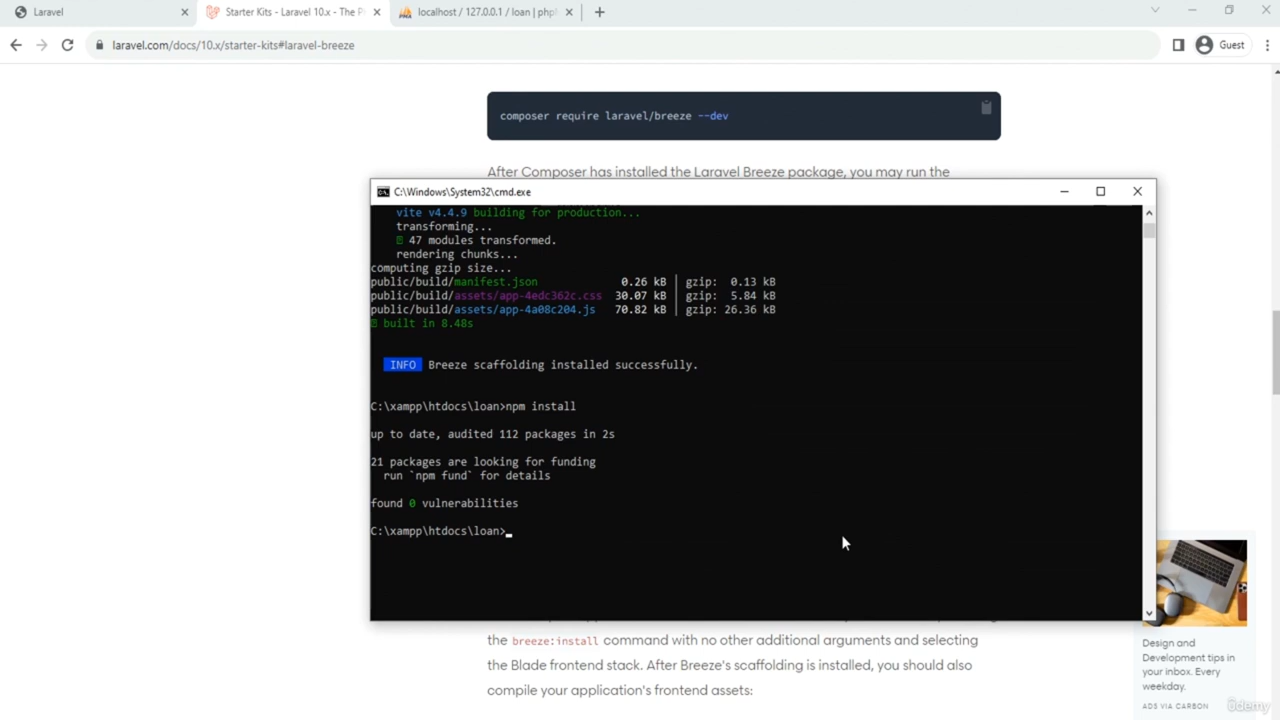 Laravel
Starter Kits - Laravel 10.x - The P
localhost / 127.0.0.1 / loan | php
laravel.com/docs/10.x/starter-kits#laravel-breeze
Guest
composer require laravel/breeze --dev
After Composer has installed the Laravel Breeze package, you may run the
C:\Windows\System32\cmd.exe
vite v4.4.9 building for production...
transforming...
47 modules transformed.
rendering chunks...
computing gzip size...
public/build/manifest.json 0.26 kB | gzip: 0.13 kB
public/build/assets/app-4edc362c.css 30.07 kB | gzip: 5.84 kB
public/build/assets/app-4a08c204.js 70.82 kB | gzip: 26.36 kB
built in 8.48s
INFO Breeze scaffolding installed successfully.
C:\xampp\htdocs\loan>npm install
up to date, audited 112 packages in 2s
21 packages are looking for funding
run `npm fund` for details
found 0 vulnerabilities
C:\xampp\htdocs\loan>
the breeze:install command with no other additional arguments and selecting
the Blade frontend stack. After Breeze's scaffolding is installed, you should also
compile your application's frontend assets:
Design and
Development tips in
your inbox. Every
weekday.
ADS VIA CARBON
ûdemy